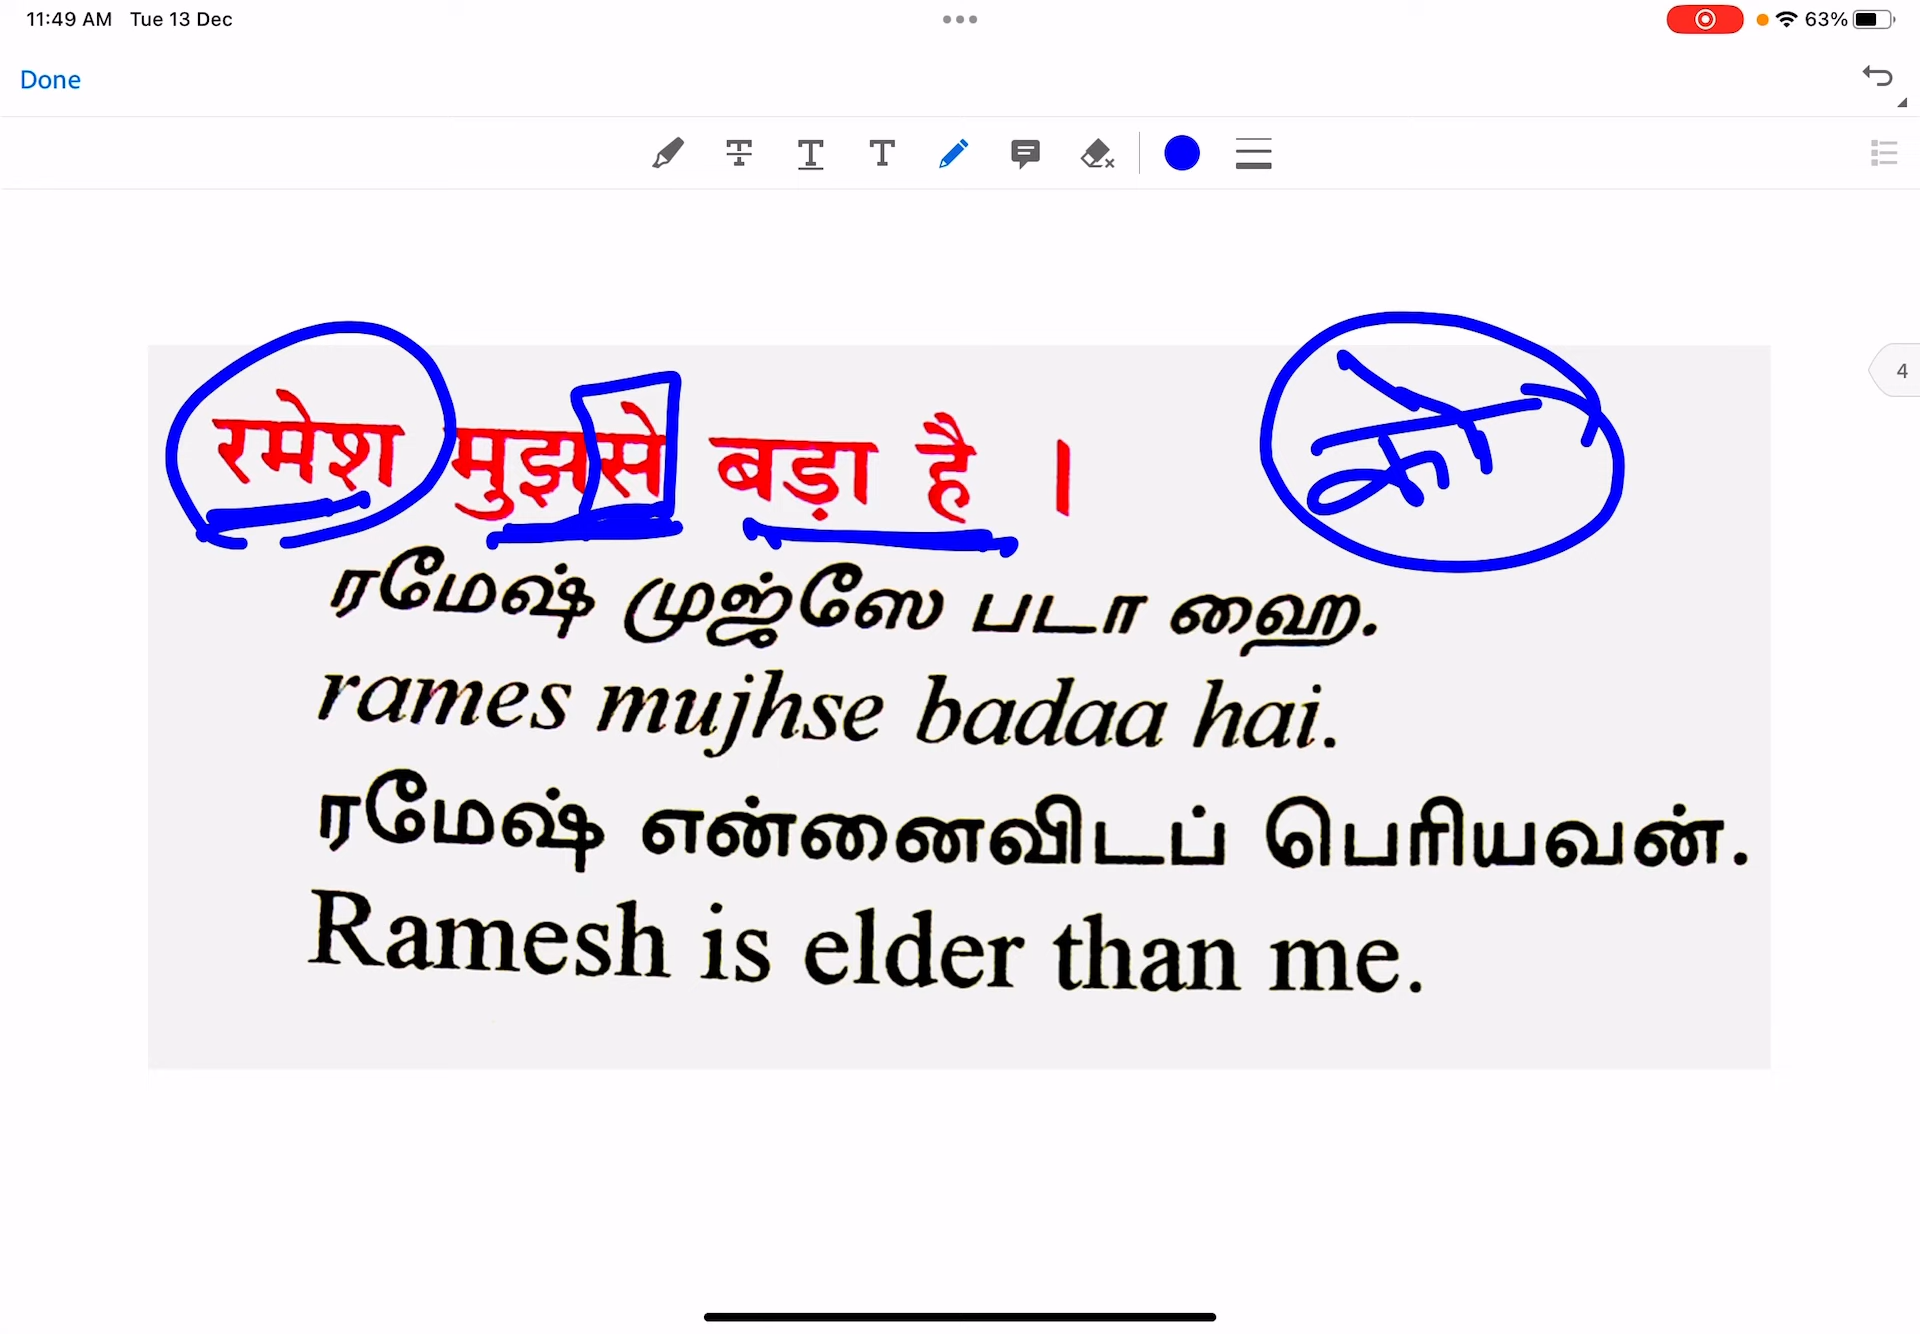 11:49 AM Tue 13 Dec
63%
Done
4
रमेश मुझसे बड़ा है ।
को
ரமேஷ் முஜ்ஸே படா ஹை.
rames mujhse badaa hai.
ரமேஷ் என்னைவிடப் பெரியவன்.
Ramesh is elder than me.